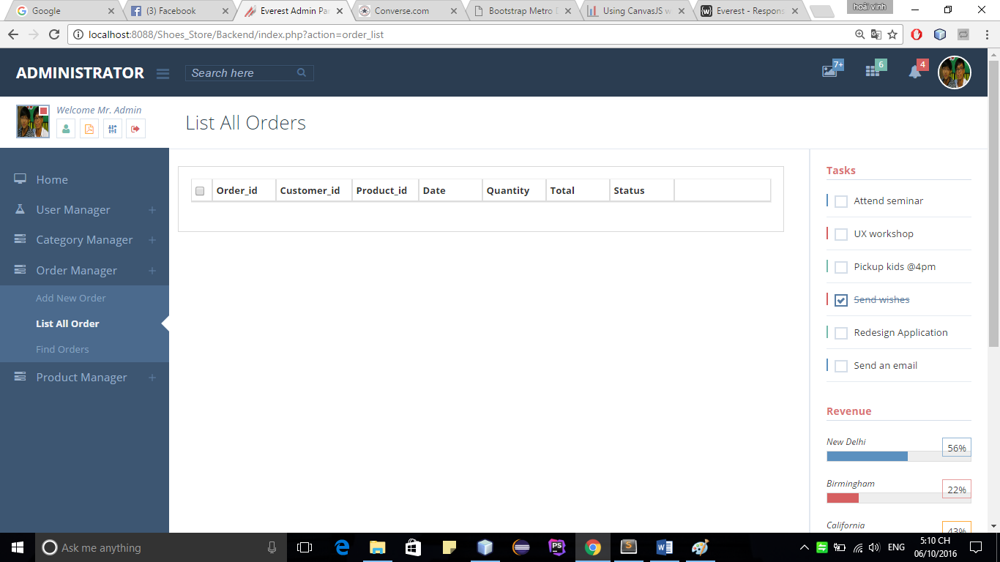 hoài vinh
Google
(3) Facebook
Everest Admin Par
Converse.com
Bootstrap Metro D
Using CanvasJS w
Everest - Respons
localhost:8088/Shoes_Store/Backend/index.php?action=order_list
ADMINISTRATOR
Search here
7+
6
4
Welcome Mr. Admin
List All Orders
Home
User Manager +
Category Manager +
Order Manager +
Add New Order
List All Order
Find Orders
Product Manager +
Order_id Customer_id Product_id Date Quantity Total Status
Tasks
Attend seminar
UX workshop
Pickup kids @4pm
Send wishes
Redesign Application
Send an email
Revenue
New Delhi
56%
Birmingham
22%
California
43%
Ask me anything
PS
ENG
5:10 CH
06/10/2016